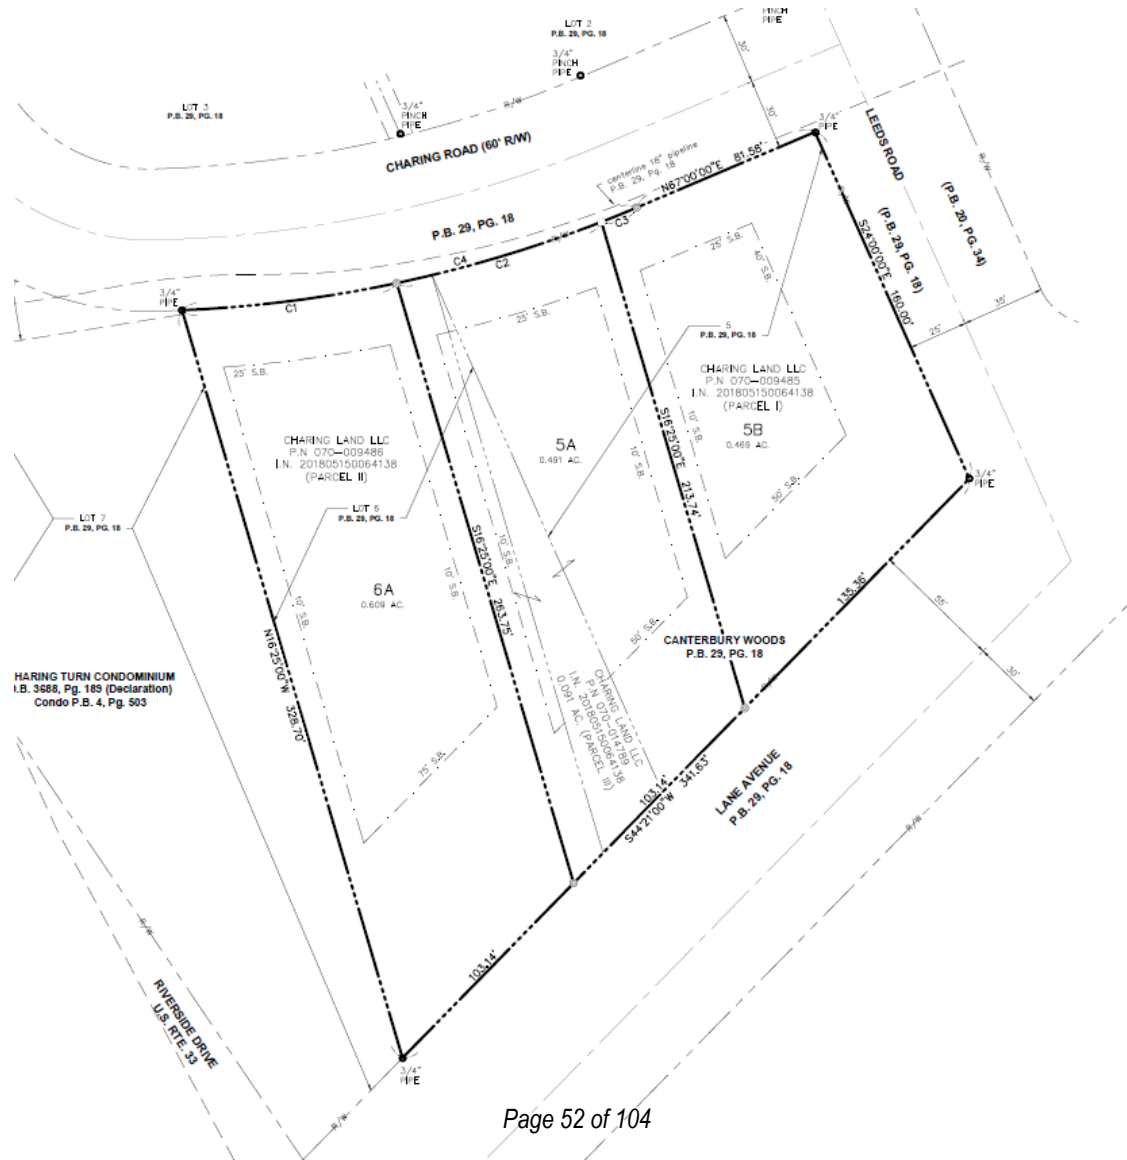 LOT 2
P.B. 29, PG. 18
PINCH
PIPE
3/4"
PINCH
PIPE
30'
30'
LOT 3
P.B. 29, PG. 18
3/4"
PINCH
PIPE
R/W
CHARING ROAD (60' R/W)
P.B. 29, PG. 18
centerline 18" pipeline
P.B. 29, Pg. 18
N67°00'00"E 81.58'
3/4"
PIPE
LEEDS ROAD
(P.B. 29, PG. 18)
(P.B. 20, PG. 34)
R/W
R/W
S24°00'00"E 160.00'
35'
25'
3/4"
PIPE
C1
C4
C2
R/W
C3
25' S.B.
25' S.B.
25' S.B.
40' S.B.
5
P.B. 29, PG. 18
CHARING LAND LLC
P.N 070-009485
I.N. 201805150064138
(PARCEL I)
5B
0.469 AC.
10' S.B.
50' S.B.
S16°25'00"E 213.74'
5A
0.491 AC.
10' S.B.
10' S.B.
50' S.B.
CHARING LAND LLC
P.N 070-009486
I.N. 201805150064138
(PARCEL II)
LOT 6
P.B. 29, PG. 18
LOT 7
P.B. 29, PG. 18
6A
0.609 AC.
10' S.B.
10' S.B.
75' S.B.
S16°25'00"E 263.75'
N16°25'00"W 328.70'
3/4"
PIPE
CHARING LAND LLC
P.N 070-014789
I.N. 201805150064138
0.091 AC. (PARCEL III)
CANTERBURY WOODS
P.B. 29, PG. 18
135.36'
R/W
55'
30'
103.14'
S44°21'00"W 341.63'
LANE AVENUE
P.B. 29, PG. 18
R/W
103.14'
HARING TURN CONDOMINIUM
.B. 3688, Pg. 189 (Declaration)
Condo P.B. 4, Pg. 503
R/W
RIVERSIDE DRIVE
U.S. RTE. 33
3/4"
PIPE
R/W
Page 52 of 104